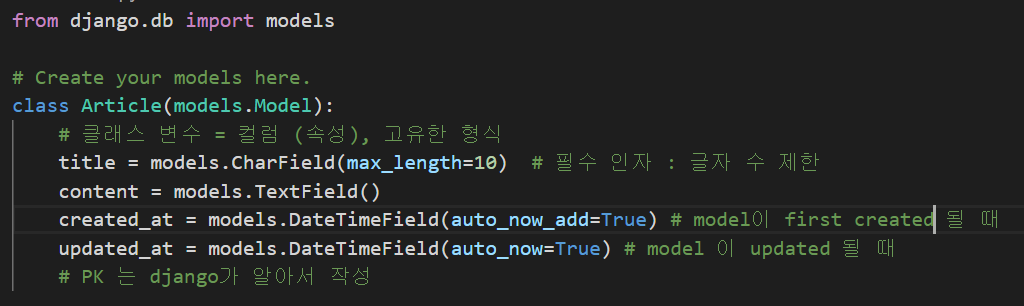 from django.db import models
# Create your models here.
class Article(models.Model):
# 클래스 변수 = 컬럼 (속성), 고유한 형식
title = models.CharField(max_length=10) # 필수 인자 : 글자 수 제한
content = models.TextField()
created_at = models.DateTimeField(auto_now_add=True) # model이 first created 될 때
updated_at = models.DateTimeField(auto_now=True) # model 이 updated 될 때
# PK 는 django가 알아서 작성